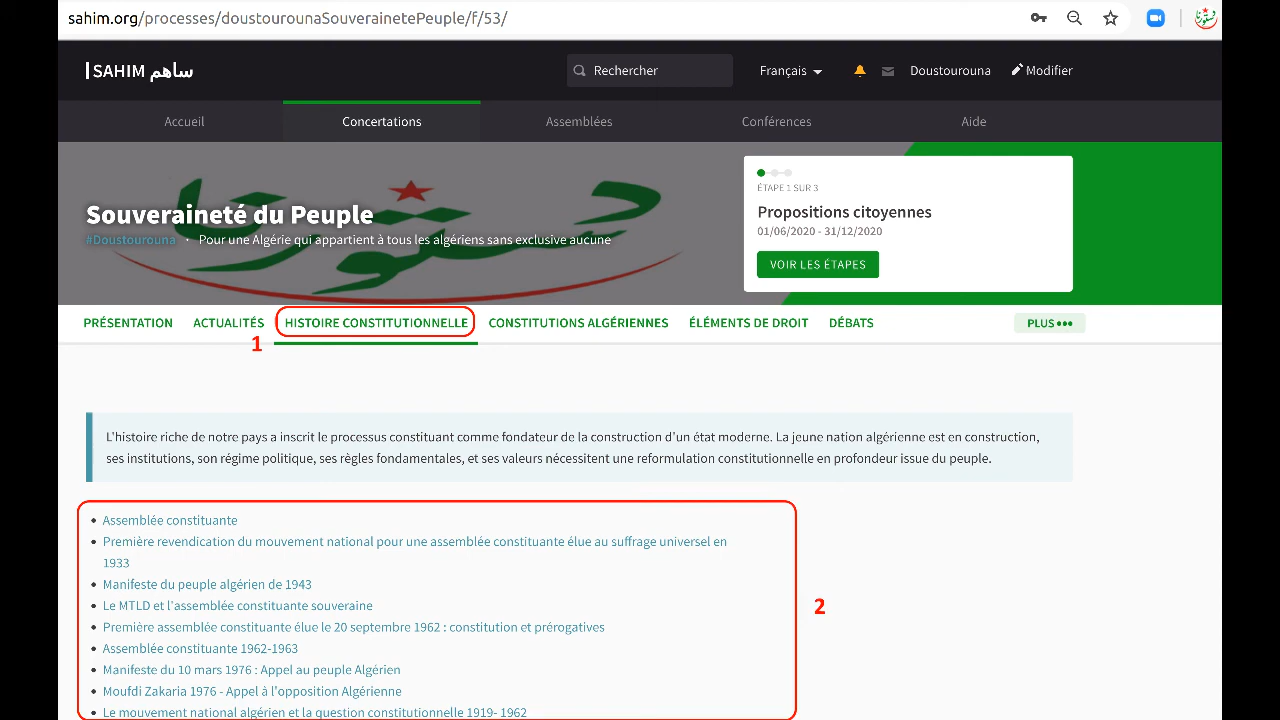 sahim.org/processes/doustourounaSouverainetePeuple/f/53/
SAHIM ساهم
Rechercher
Français
Doustourouna
Modifier
Accueil
Concertations
Assemblées
Conférences
Aide
دستورنا
Souveraineté du Peuple
#Doustourouna · Pour une Algérie qui appartient à tous les algériens sans exclusive aucune
ÉTAPE 1 SUR 3
Propositions citoyennes
01/06/2020 - 31/12/2020
VOIR LES ÉTAPES
PRÉSENTATION
ACTUALITÉS
HISTOIRE CONSTITUTIONNELLE
CONSTITUTIONS ALGÉRIENNES
ÉLÉMENTS DE DROIT
DÉBATS
PLUS •••
1
L'histoire riche de notre pays a inscrit le processus constituant comme fondateur de la construction d'un état moderne. La jeune nation algérienne est en construction,
ses institutions, son régime politique, ses règles fondamentales, et ses valeurs nécessitent une reformulation constitutionnelle en profondeur issue du peuple.
• Assemblée constituante
• Première revendication du mouvement national pour une assemblée constituante élue au suffrage universel en
1933
• Manifeste du peuple algérien de 1943
• Le MTLD et l'assemblée constituante souveraine
2
• Première assemblée constituante élue le 20 septembre 1962 : constitution et prérogatives
• Assemblée constituante 1962-1963
• Manifeste du 10 mars 1976 : Appel au peuple Algérien
• Moufdi Zakaria 1976 - Appel à l'opposition Algérienne
• Le mouvement national algérien et la question constitutionnelle 1919- 1962